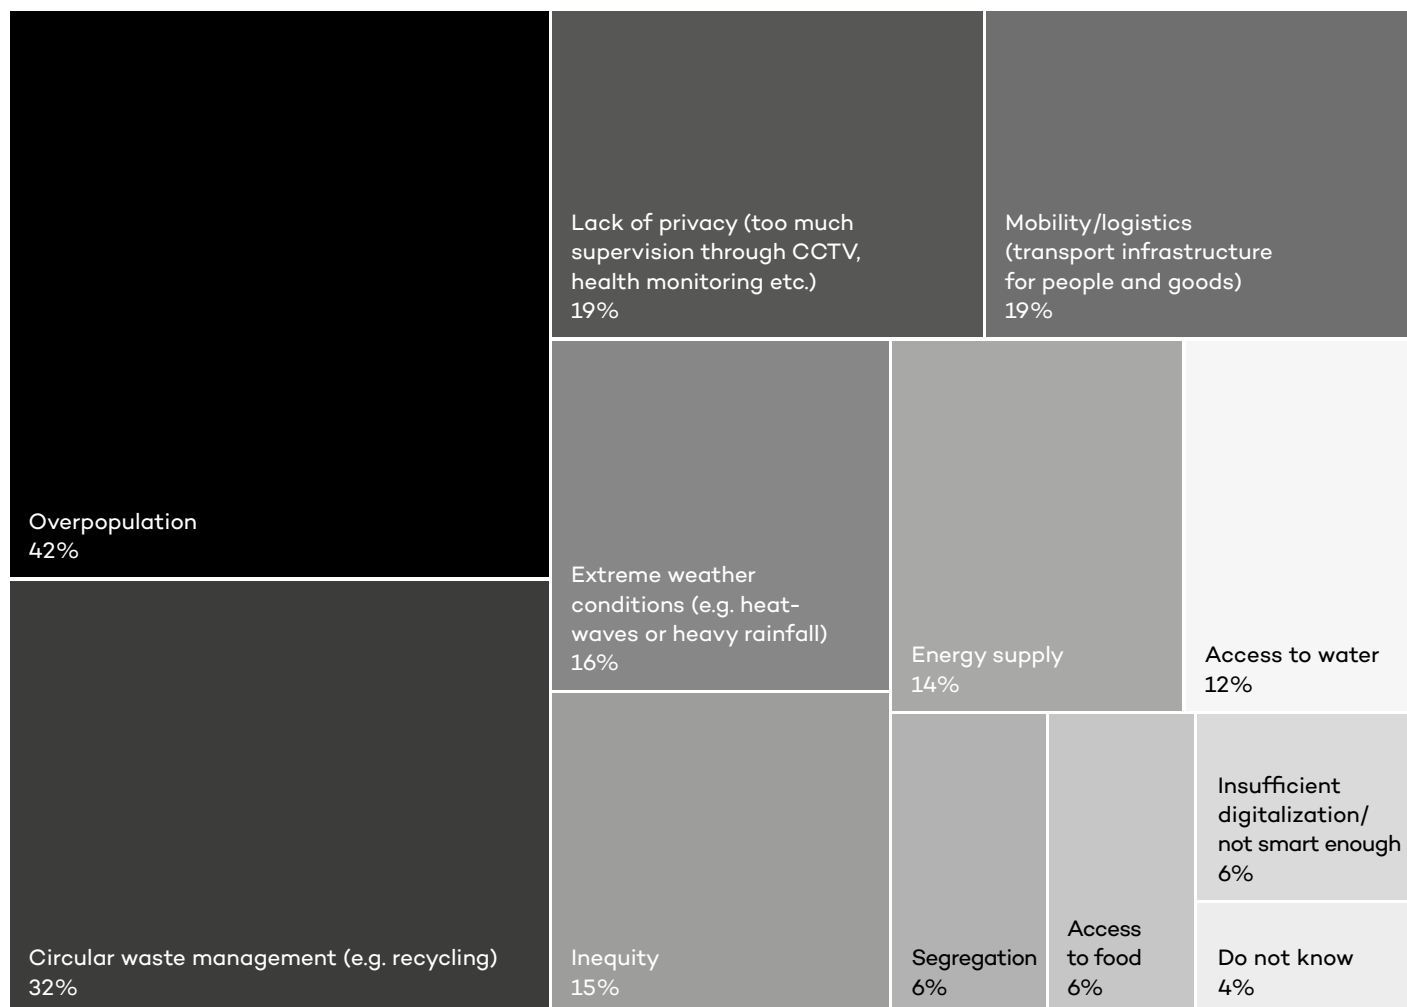 Overpopulation
42%
Circular waste management (e.g. recycling)
32%
Lack of privacy (too much
supervision through CCTV,
health monitoring etc.)
19%
Mobility/logistics
(transport infrastructure
for people and goods)
19%
Extreme weather
conditions (e.g. heat-
waves or heavy rainfall)
16%
Inequity
15%
Energy supply
14%
Access to water
12%
Segregation
6%
Access
to food
6%
Insufficient
digitalization/
not smart enough
6%
Do not know
4%